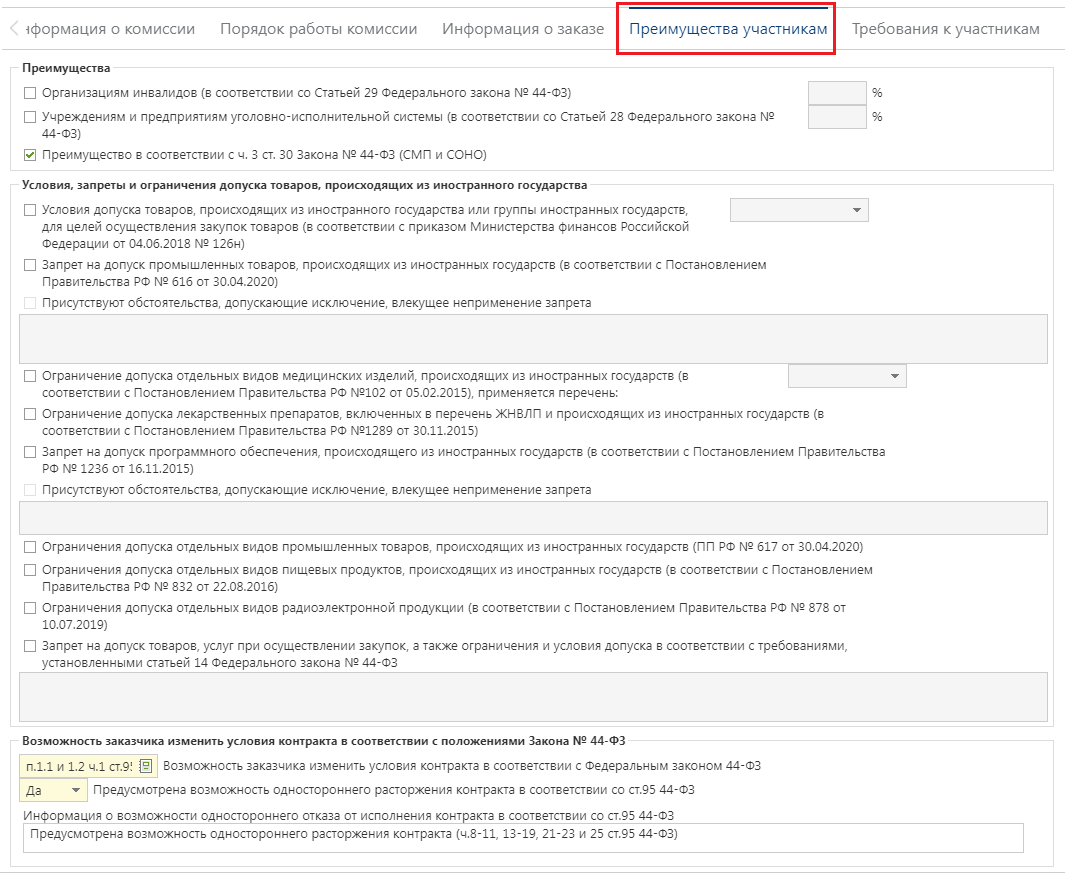 нформация о комиссии Порядок работы комиссии Информация о заказе Преимущества участникам Требования к участникам
Преимущества
Организациям инвалидов (в соответствии со Статьей 29 Федерального закона № 44-ФЗ) %
Учреждениям и предприятиям уголовно-исполнительной системы (в соответствии со Статьей 28 Федерального закона № %
44-ФЗ)
Преимущество в соответствии с ч. 3 ст. 30 Закона № 44-ФЗ (СМП и СОНО)
Условия, запреты и ограничения допуска товаров, происходящих из иностранного государства
Условия допуска товаров, происходящих из иностранного государства или группы иностранных государств,
для целей осуществления закупок товаров (в соответствии с приказом Министерства финансов Российской
Федерации от 04.06.2018 № 126н)
Запрет на допуск промышленных товаров, происходящих из иностранных государств (в соответствии с Постановлением
Правительства РФ № 616 от 30.04.2020)
Присутствуют обстоятельства, допускающие исключение, влекущее неприменение запрета
Ограничение допуска отдельных видов медицинских изделий, происходящих из иностранных государств (в
соответствии с Постановлением Правительства РФ №102 от 05.02.2015), применяется перечень:
Ограничение допуска лекарственных препаратов, включенных в перечень ЖНВЛП и происходящих из иностранных государств (в
соответствии с Постановлением Правительства РФ №1289 от 30.11.2015)
Запрет на допуск программного обеспечения, происходящего из иностранных государств (в соответствии с Постановлением Правительства
РФ № 1236 от 16.11.2015)
Присутствуют обстоятельства, допускающие исключение, влекущее неприменение запрета
Ограничения допуска отдельных видов промышленных товаров, происходящих из иностранных государств (ПП РФ № 617 от 30.04.2020)
Ограничения допуска отдельных видов пищевых продуктов, происходящих из иностранных государств (в соответствии с Постановлением
Правительства РФ № 832 от 22.08.2016)
Ограничения допуска отдельных видов радиоэлектронной продукции (в соответствии с Постановлением Правительства РФ № 878 от
10.07.2019)
Запрет на допуск товаров, услуг при осуществлении закупок, а также ограничения и условия допуска в соответствии с требованиями,
установленными статьей 14 Федерального закона № 44-ФЗ
Возможность заказчика изменить условия контракта в соответствии с положениями Закона № 44-ФЗ
п.1.1 и 1.2 ч.1 ст.95 Возможность заказчика изменить условия контракта в соответствии с Федеральным законом 44-ФЗ
Да Предусмотрена возможность одностороннего расторжения контракта в соответствии со ст.95 44-ФЗ
Информация о возможности одностороннего отказа от исполнения контракта в соответствии со ст.95 44-ФЗ
Предусмотрена возможность одностороннего расторжения контракта (ч.8-11, 13-19, 21-23 и 25 ст.95 44-ФЗ)